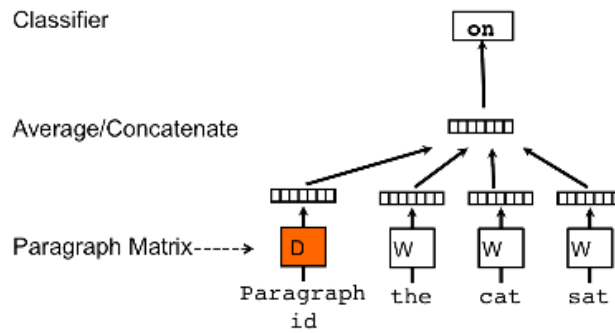 Classifier
on
Average/Concatenate
Paragraph Matrix
D
W
W
W
Paragraph
id
the
cat
sat